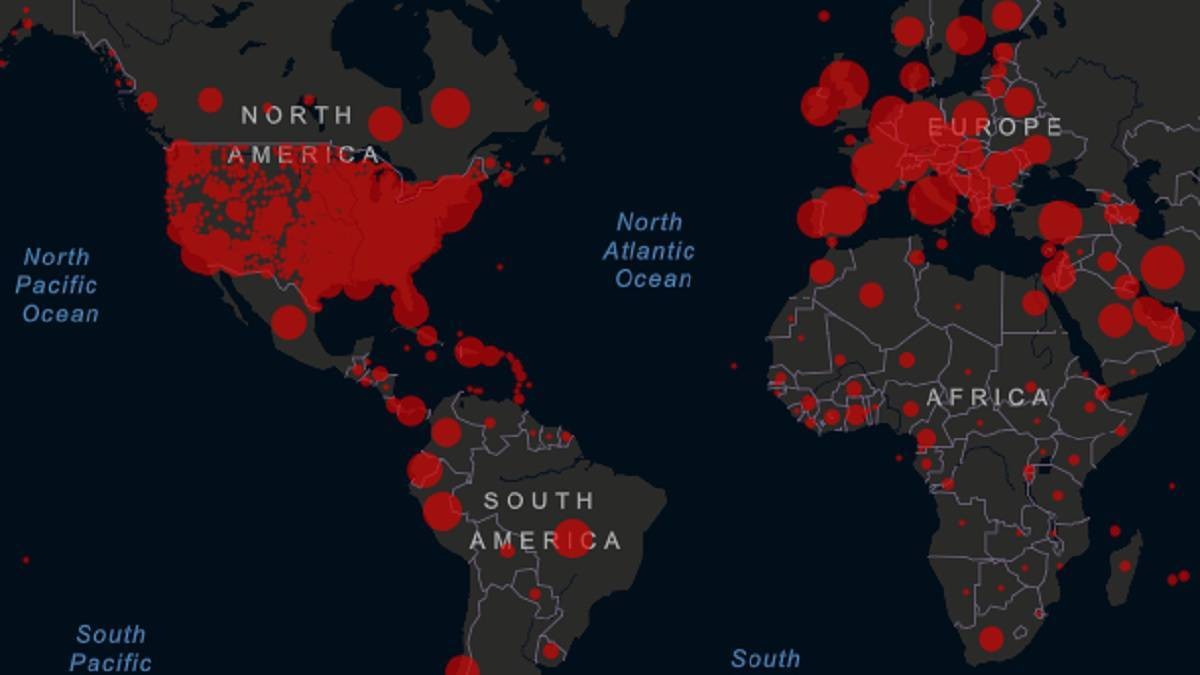 NORTH
AMERICA
EUROPE
North
Pacific
Ocean
North
Atlantic
Ocean
AFRICA
SOUTH
AMERICA
South
Pacific
South